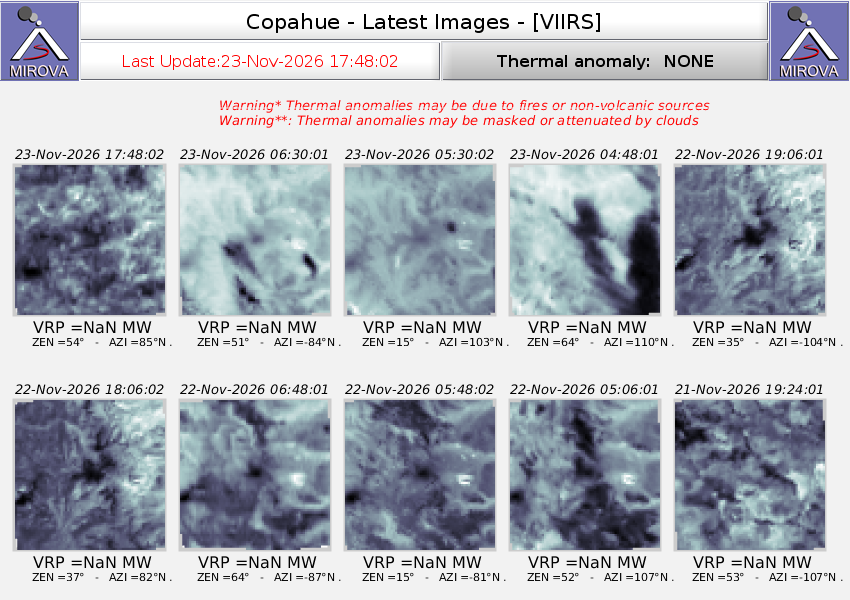 MIROVA
Copahue - Latest Images - [VIIRS]
MIROVA
Last Update:23-Nov-2026 17:48:02
Thermal anomaly: NONE
Warning* Thermal anomalies may be due to fires or non-volcanic sources
Warning**: Thermal anomalies may be masked or attenuated by clouds
23-Nov-2026 17:48:02 23-Nov-2026 06:30:01 23-Nov-2026 05:30:02 23-Nov-2026 04:48:01 22-Nov-2026 19:06:01
VRP =NaN MW VRP =NaN MW VRP =NaN MW VRP =NaN MW VRP =NaN MW
ZEN =54° - AZI =85°N . ZEN =51° - AZI =-84°N . ZEN =15° - AZI =103°N . ZEN =64° - AZI =110°N . ZEN =35° - AZI =-104°N .
22-Nov-2026 18:06:02 22-Nov-2026 06:48:01 22-Nov-2026 05:48:02 22-Nov-2026 05:06:01 21-Nov-2026 19:24:01
VRP =NaN MW VRP =NaN MW VRP =NaN MW VRP =NaN MW VRP =NaN MW
ZEN =37° - AZI =82°N . ZEN =64° - AZI =-87°N . ZEN =15° - AZI =-81°N . ZEN =52° - AZI =107°N . ZEN =53° - AZI =-107°N .